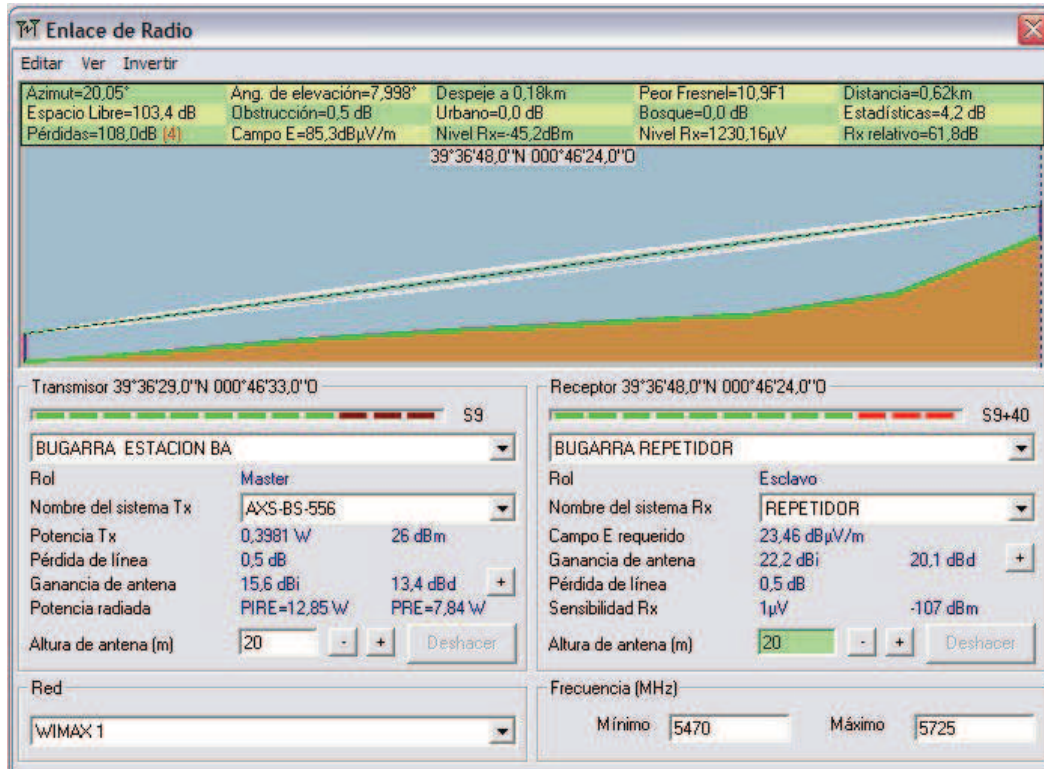 Enlace de Radio
Editar Ver Invertir
Azimut=20,05° Ang. de elevación=7,998° Despeje a 0,18km Peor Fresnel=10,9F1 Distancia=0,62km
Espacio Libre=103,4 dB Obstrucción=0,5 dB Urbano=0,0 dB Bosque=0,0 dB Estadísticas=4,2 dB
Pérdidas=108,0dB (4) Campo E=85,3dBµV/m Nivel Rx=-45,2dBm Nivel Rx=1230,16µV Rx relativo=61,8dB
39°36'48,0"N 000°46'24,0"O
Transmisor 39°36'29,0"N 000°46'33,0"O
S9
BUGARRA ESTACION BA
Rol Master
Nombre del sistema Tx AXS-BS-556
Potencia Tx 0,3981 W 26 dBm
Pérdida de línea 0,5 dB
Ganancia de antena 15,6 dBi 13,4 dBd +
Potencia radiada PIRE=12,85 W PRE=7,84 W
Altura de antena (m) 20 - + Deshacer
Receptor 39°36'48,0"N 000°46'24,0"O
S9+40
BUGARRA REPETIDOR
Rol Esclavo
Nombre del sistema Rx REPETIDOR
Campo E requerido 23,46 dBµV/m
Ganancia de antena 22,2 dBi 20,1 dBd +
Pérdida de línea 0,5 dB
Sensibilidad Rx 1µV -107 dBm
Altura de antena (m) 20 - + Deshacer
Red
WIMAX 1
Frecuencia (MHz)
Mínimo 5470 Máximo 5725